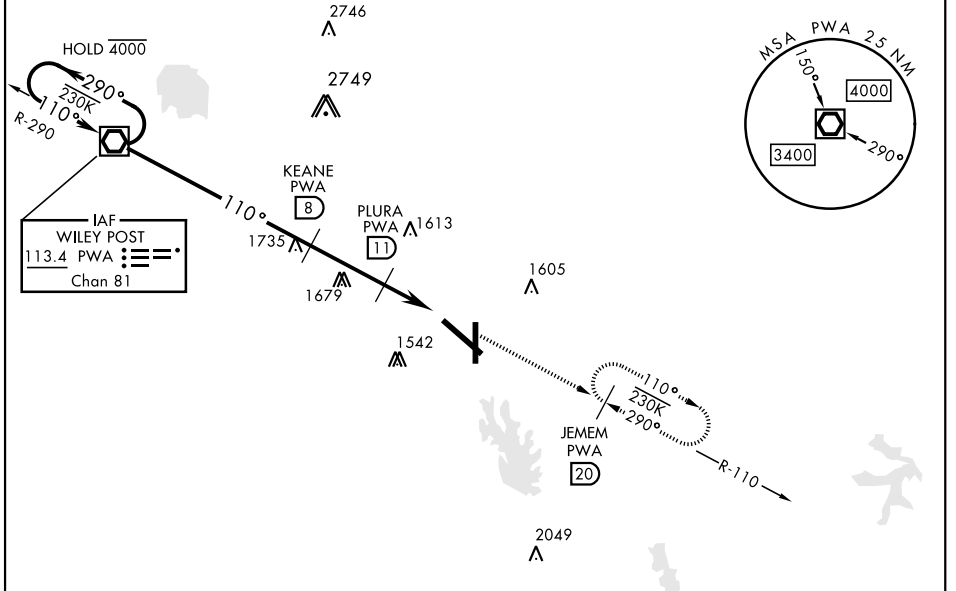 2746
HOLD 4000
290°
230K
110°
R-290
2749
MSA PWA 25 NM
150°
4000
3400
290°
KEANE
PWA
8
110°
PLURA
PWA
11
1613
1735
1679
IAF
WILEY POST
113.4 PWA
Chan 81
1605
1542
110°
230K
290°
JEMEM
PWA
20
R-110
2049